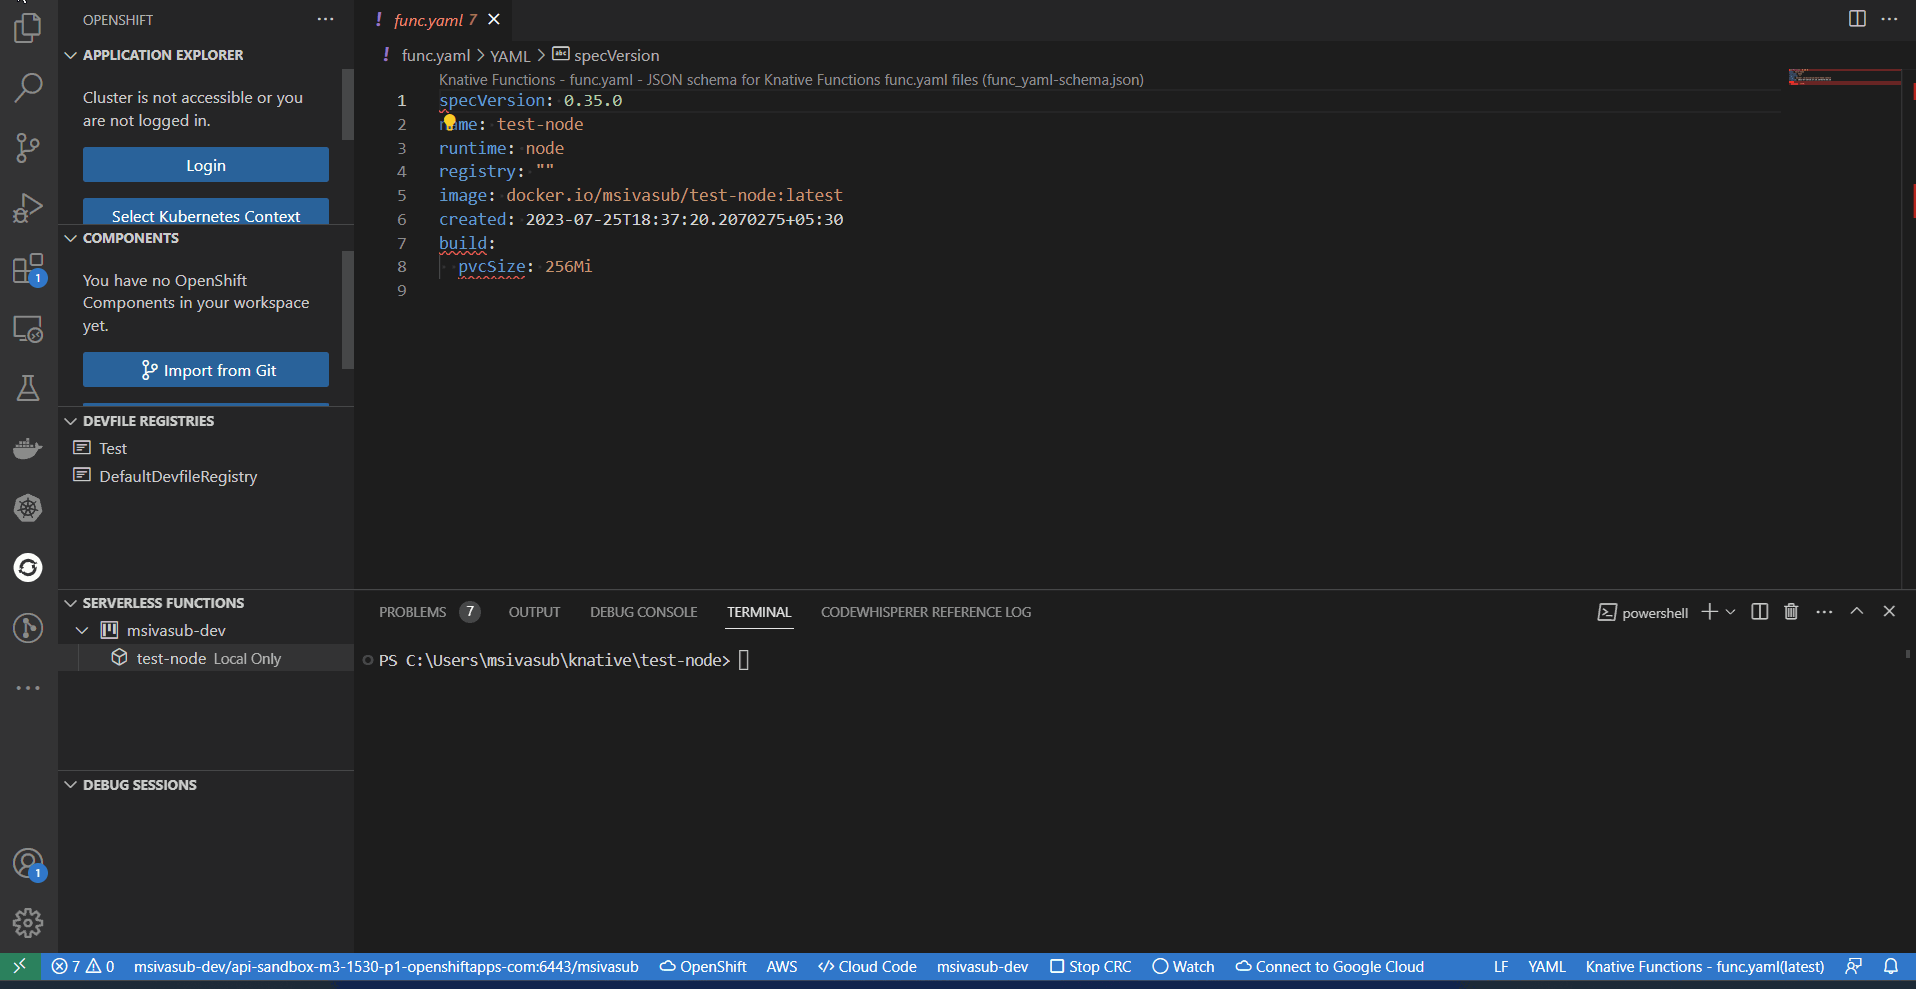 OPENSHIFT
APPLICATION EXPLORER
Cluster is not accessible or you
are not logged in.
Login
Select Kubernetes Context
COMPONENTS
You have no OpenShift
Components in your workspace
yet.
Import from Git
DEVFILE REGISTRIES
Test
DefaultDevfileRegistry
SERVERLESS FUNCTIONS
msivasub-dev
test-node Local Only
DEBUG SESSIONS
1
1
! func.yaml 7
! func.yaml > YAML > abc specVersion
Knative Functions - func.yaml - JSON schema for Knative Functions func.yaml files (func_yaml-schema.json)
1 specVersion: 0.35.0
2 name: test-node
3 runtime: node
4 registry: ""
5 image: docker.io/msivasub/test-node:latest
6 created: 2023-07-25T18:37:20.2070275+05:30
7 build:
8 pvcSize: 256Mi
9
PROBLEMS 7 OUTPUT DEBUG CONSOLE TERMINAL CODEWHISPERER REFERENCE LOG powershell
PS C:\Users\msivasub\knative\test-node>
7 0 msivasub-dev/api-sandbox-m3-1530-p1-openshiftapps-com:6443/msivasub OpenShift AWS Cloud Code msivasub-dev Stop CRC Watch Connect to Google Cloud LF YAML Knative Functions - func.yaml(latest)